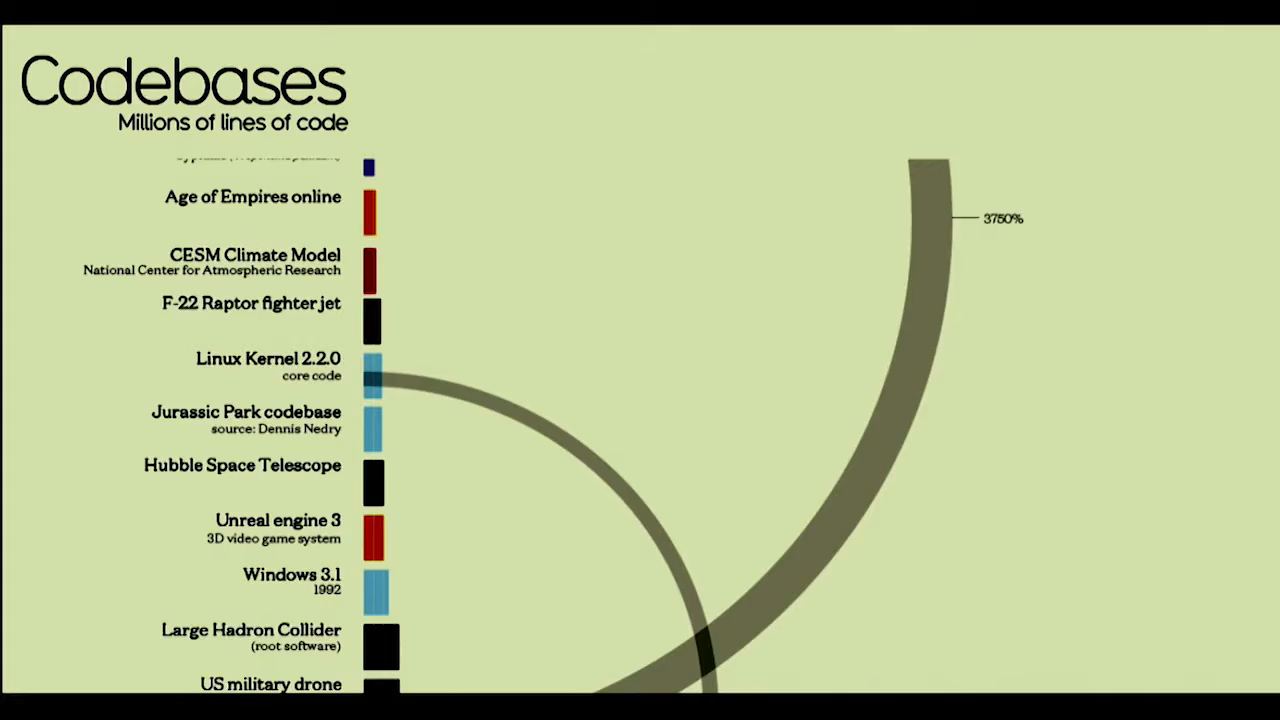 Codebases
Millions of lines of code
Age of Empires online
3750%
CESM Climate Model
National Center for Atmospheric Research
F-22 Raptor fighter jet
Linux Kernel 2.2.0
core code
Jurassic Park codebase
source: Dennis Nedry
Hubble Space Telescope
Unreal engine 3
3D video game system
Windows 3.1
1992
Large Hadron Collider
(root software)
US military drone